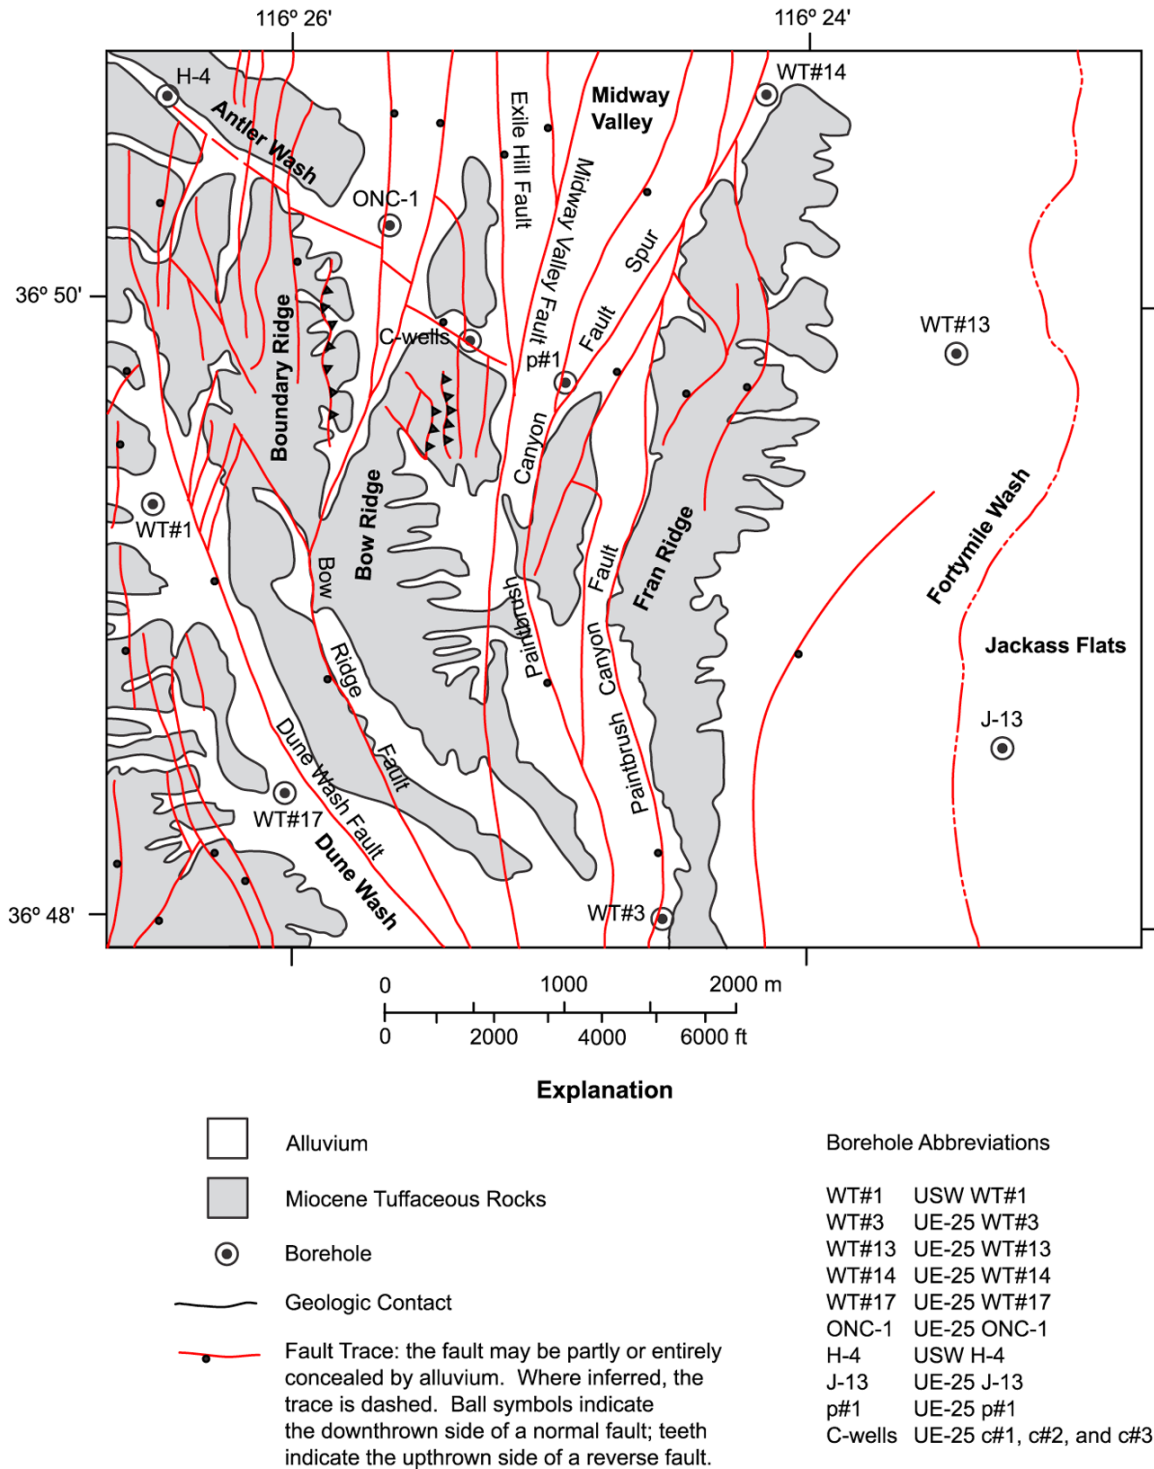 116º 26'
116º 24'
H-4
WT#14
Antler Wash
Midway
Valley
Exile Hill Fault
ONC-1
Midway Valley Fault
Spur
Fault
36º 50'
Boundary Ridge
C-wells
p#1
WT#13
Canyon
WT#1
Bow Ridge
Fortymile Wash
Fran Ridge
Bow
Ridge
Fault
Paintbrush
Fault
Canyon
Paintbrush
Jackass Flats
J-13
Dune Wash Fault
WT#17
Dune Wash
WT#3
36º 48'
0 1000 2000 m
0 2000 4000 6000 ft
Explanation
Alluvium
Miocene Tuffaceous Rocks
Borehole
Geologic Contact
Fault Trace: the fault may be partly or entirely
concealed by alluvium. Where inferred, the
trace is dashed. Ball symbols indicate
the downthrown side of a normal fault; teeth
indicate the upthrown side of a reverse fault.
Borehole Abbreviations
WT#1 USW WT#1
WT#3 UE-25 WT#3
WT#13 UE-25 WT#13
WT#14 UE-25 WT#14
WT#17 UE-25 WT#17
ONC-1 UE-25 ONC-1
H-4 USW H-4
J-13 UE-25 J-13
p#1 UE-25 p#1
C-wells UE-25 c#1, c#2, and c#3